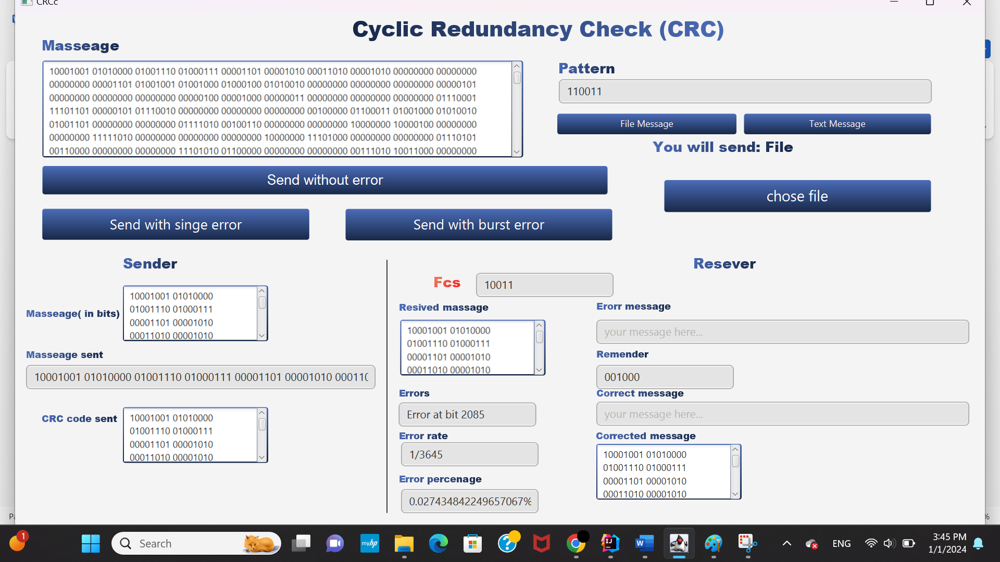 CRCc
Cyclic Redundancy Check (CRC)
Masseage
10001001 01010000 01001110 01000111 00001101 00001010 00011010 00001010 00000000 00000000
00000000 00001101 01001001 01001000 01000100 01010010 00000000 00000000 00000000 00000101
00000000 00000000 00000000 00000100 00001000 00000011 00000000 00000000 00000000 01110001
11101101 00000101 01110010 00000000 00000000 00000000 00100000 01100011 01001000 01010010
01001101 00000000 00000000 01111010 00100110 00000000 00000000 10000000 10000100 00000000
00000000 11111010 00000000 00000000 00000000 10000000 11101000 00000000 00000000 01110101
00110000 00000000 00000000 11101010 01100000 00000000 00000000 00111010 10011000 00000000
Pattern
110011
File Message
Text Message
You will send: File
Send without error
chose file
Send with singe error
Send with burst error
Sender
Resever
Fcs
10011
Masseage( in bits)
10001001 01010000
01001110 01000111
00001101 00001010
00011010 00001010
Resived massage
10001001 01010000
01001110 01000111
00001101 00001010
00011010 00001010
Erorr message
your message here...
Masseage sent
10001001 01010000 01001110 01000111 00001101 00001010 000110
Remender
001000
Errors
Error at bit 2085
Correct message
your message here...
CRC code sent
10001001 01010000
01001110 01000111
00001101 00001010
00011010 00001010
Error rate
1/3645
Corrected message
10001001 01010000
01001110 01000111
00001101 00001010
00011010 00001010
Error percenage
0.027434842249657067%
Search
ENG
3:45 PM
1/1/2024
1
myhp